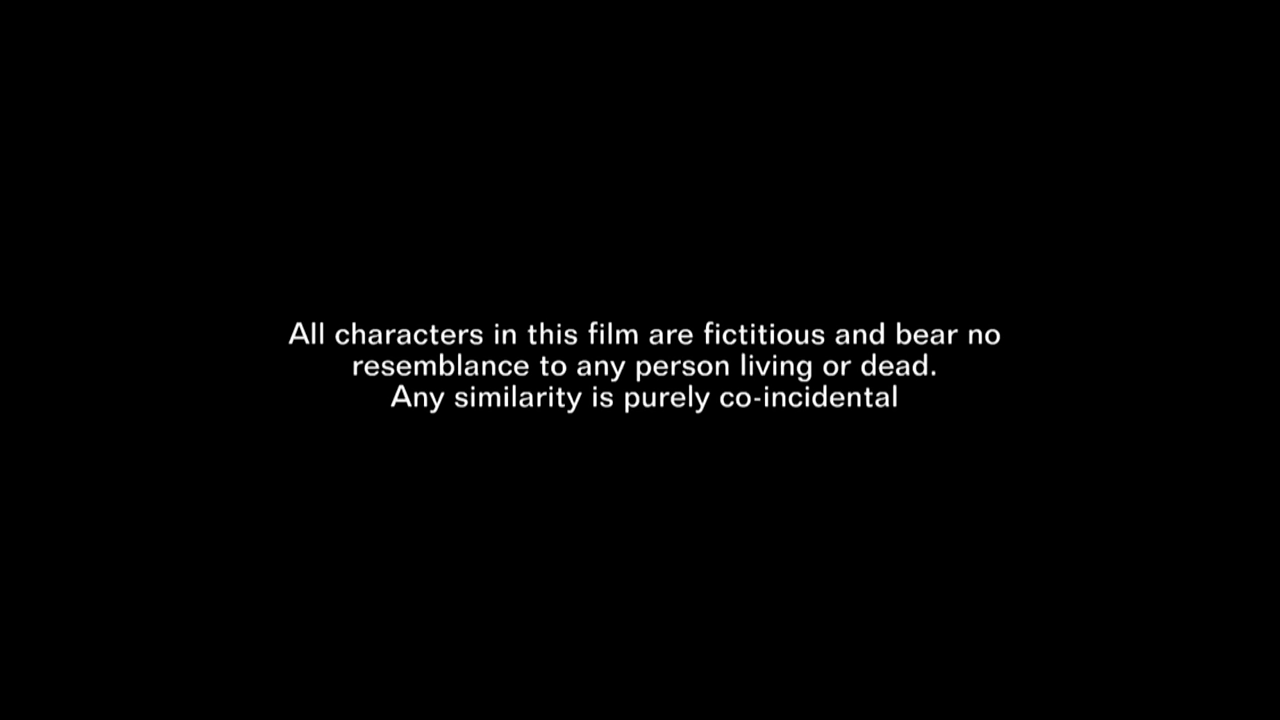 All characters in this film are fictitious and bear no
resemblance to any person living or dead.
Any similarity is purely co-incidental